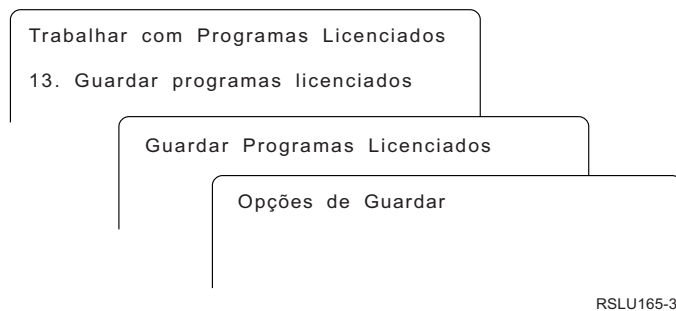 Trabalhar com Programas Licenciados
13. Guardar programas licenciados
Guardar Programas Licenciados
Opções de Guardar
RSLU165-3